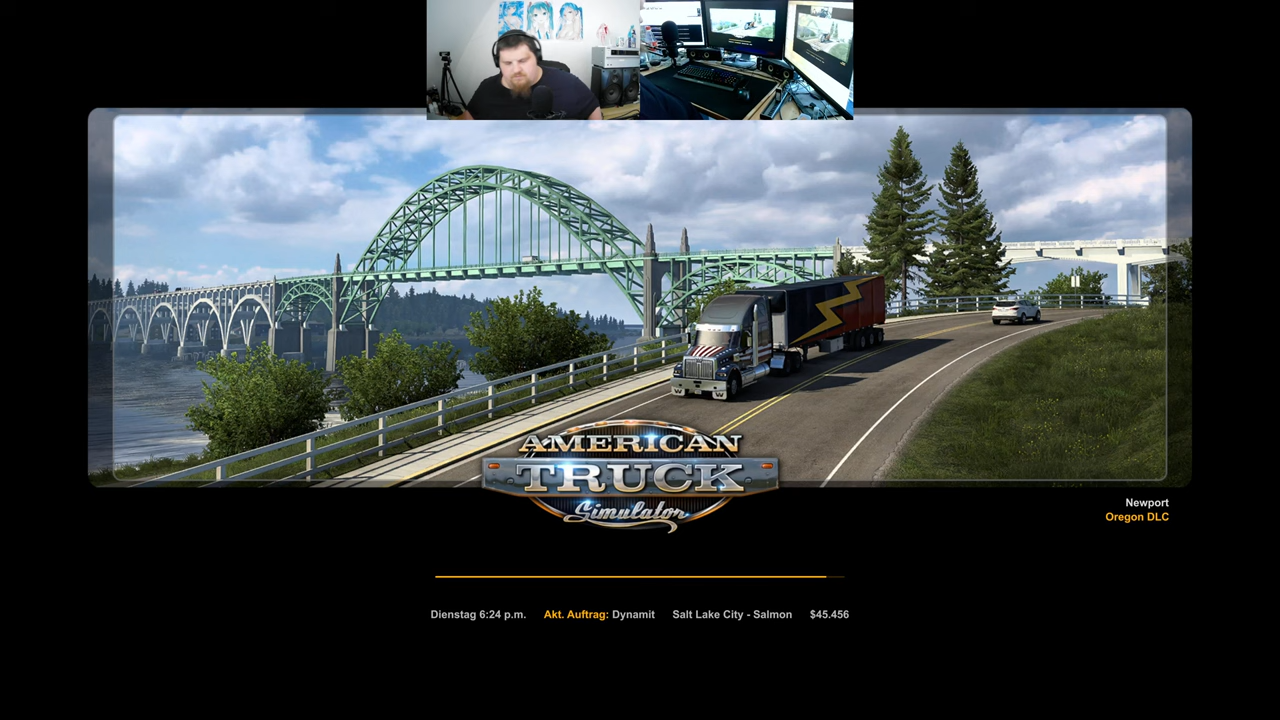 AMERICAN
TRUCK
Simulator
Newport
Oregon DLC
Dienstag 6:24 p.m. Akt. Auftrag: Dynamit Salt Lake City - Salmon $45.456